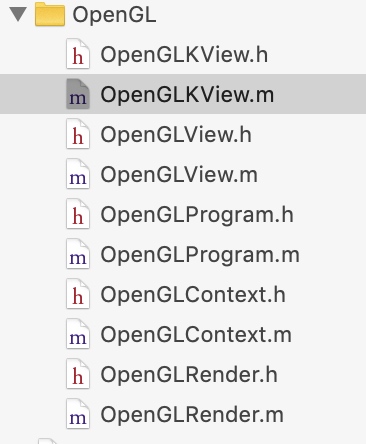 OpenGL
h OpenGLKView.h
m OpenGLKView.m
h OpenGLView.h
m OpenGLView.m
h OpenGLProgram.h
m OpenGLProgram.m
h OpenGLContext.h
m OpenGLContext.m
h OpenGLRender.h
m OpenGLRender.m